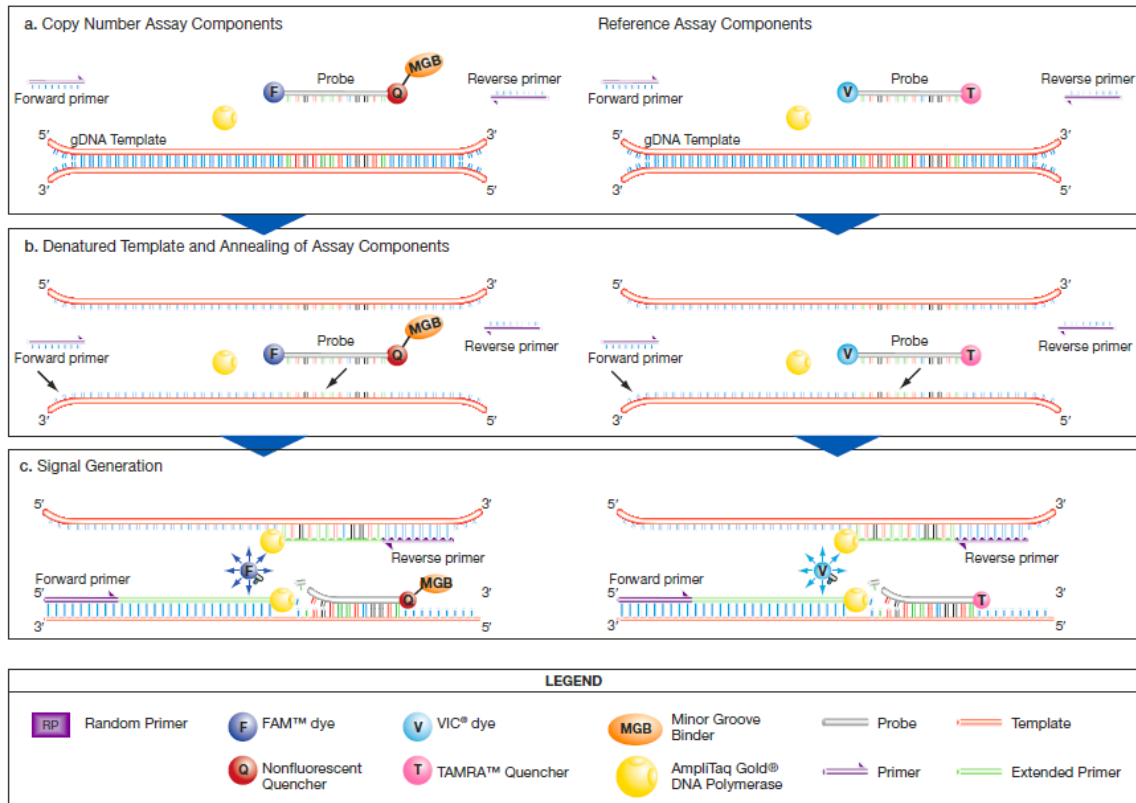 a. Copy Number Assay Components
Reference Assay Components
MGB
F
Probe
Q
Reverse primer
Forward primer
5′
gDNA Template
3′
3′
5′
V
Probe
T
Reverse primer
Forward primer
5′
gDNA Template
3′
3′
5′
b. Denatured Template and Annealing of Assay Components
5′
3′
MGB
F
Probe
Q
Reverse primer
Forward primer
3′
5′
5′
3′
V
Probe
T
Reverse primer
Forward primer
3′
5′
c. Signal Generation
5′
3′
Reverse primer
F
MGB
Forward primer
5′
Q
3′
3′
5′
5′
3′
Reverse primer
V
Forward primer
5′
T
3′
3′
5′
LEGEND
RP
Random Primer
F
FAM™ dye
V
VIC® dye
MGB
Minor Groove
Binder
Probe
Template
Q
Nonfluorescent
Quencher
T
TAMRA™ Quencher
AmpliTaq Gold®
DNA Polymerase
Primer
Extended Primer